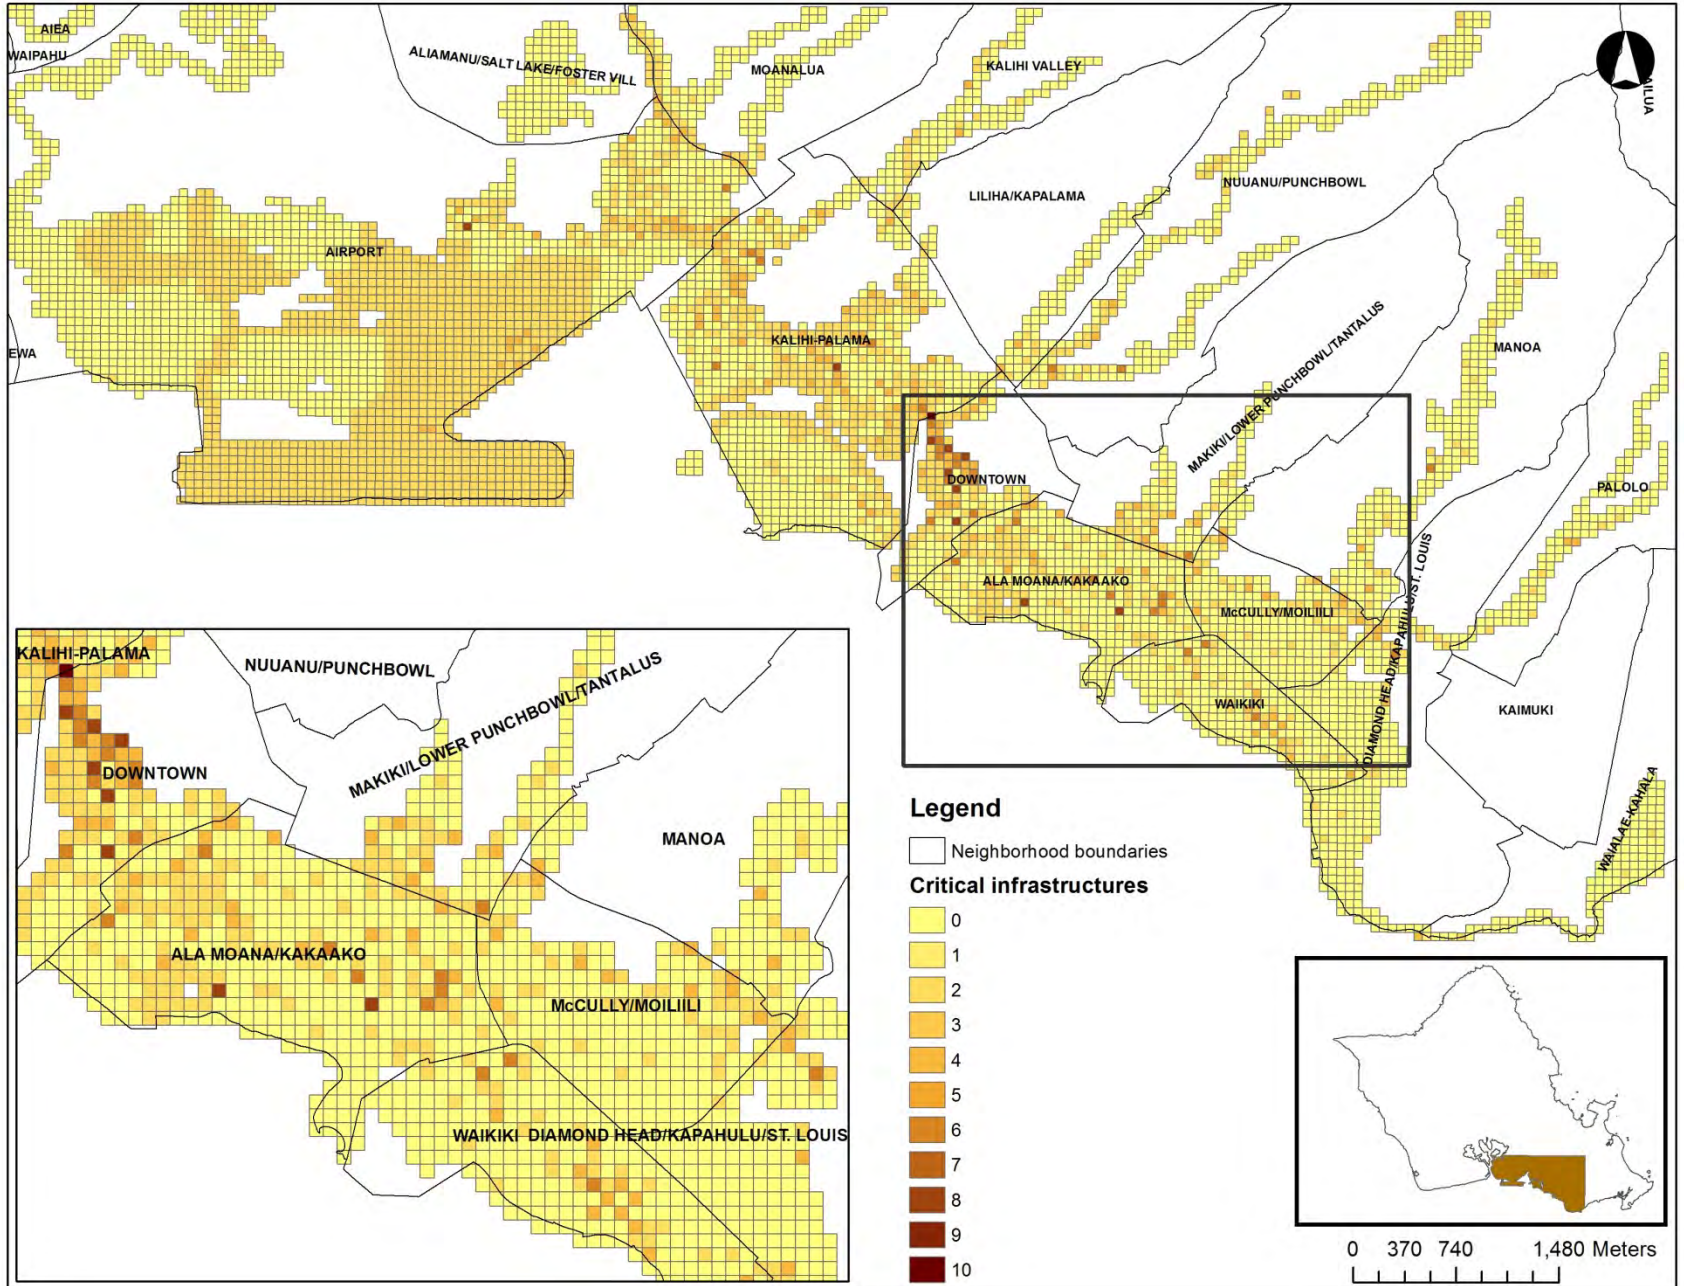 AIEA
WAIPAHU
ALIAMANU/SALT LAKE/FOSTER VILL
MOANALUA
KALIHI VALLEY
AILUA
LILIHA/KAPALAMA
NUUANU/PUNCHBOWL
AIRPORT
EWA
KALIHI-PALAMA
MAKIKI/LOWER PUNCHBOWL/TANTALUS
MANOA
DOWNTOWN
PALOLO
ALA MOANA/KAKAAKO
McCULLY/MOILIILI
DIAMOND HEAD/KAPAHULU/ST. LOUIS
WAIKIKI
KAIMUKI
WAIALAE-KAHALA
KALIHI-PALAMA
NUUANU/PUNCHBOWL
MAKIKI/LOWER PUNCHBOWL/TANTALUS
DOWNTOWN
MANOA
ALA MOANA/KAKAAKO
McCULLY/MOILIILI
WAIKIKI DIAMOND HEAD/KAPAHULU/ST. LOUIS
Legend
Neighborhood boundaries
Critical infrastructures
0
1
2
3
4
5
6
7
8
9
10
0 370 740 1,480 Meters